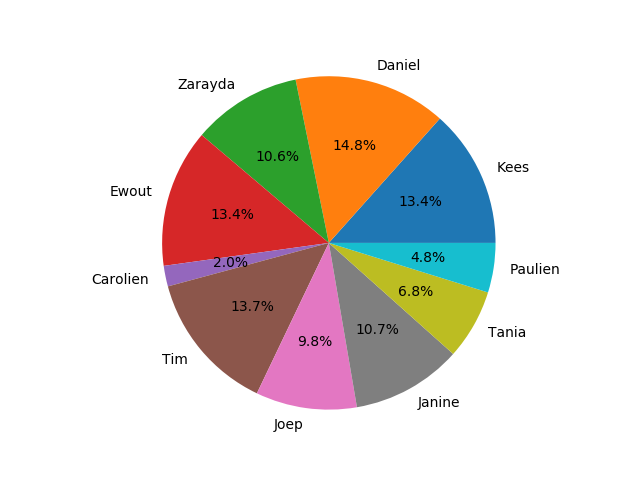 Daniel
Zarayda
14.8%
10.6%
Kees
Ewout
13.4%
13.4%
Carolien
2.0%
4.8%
Paulien
6.8%
13.7%
Tania
10.7%
9.8%
Tim
Janine
Joep